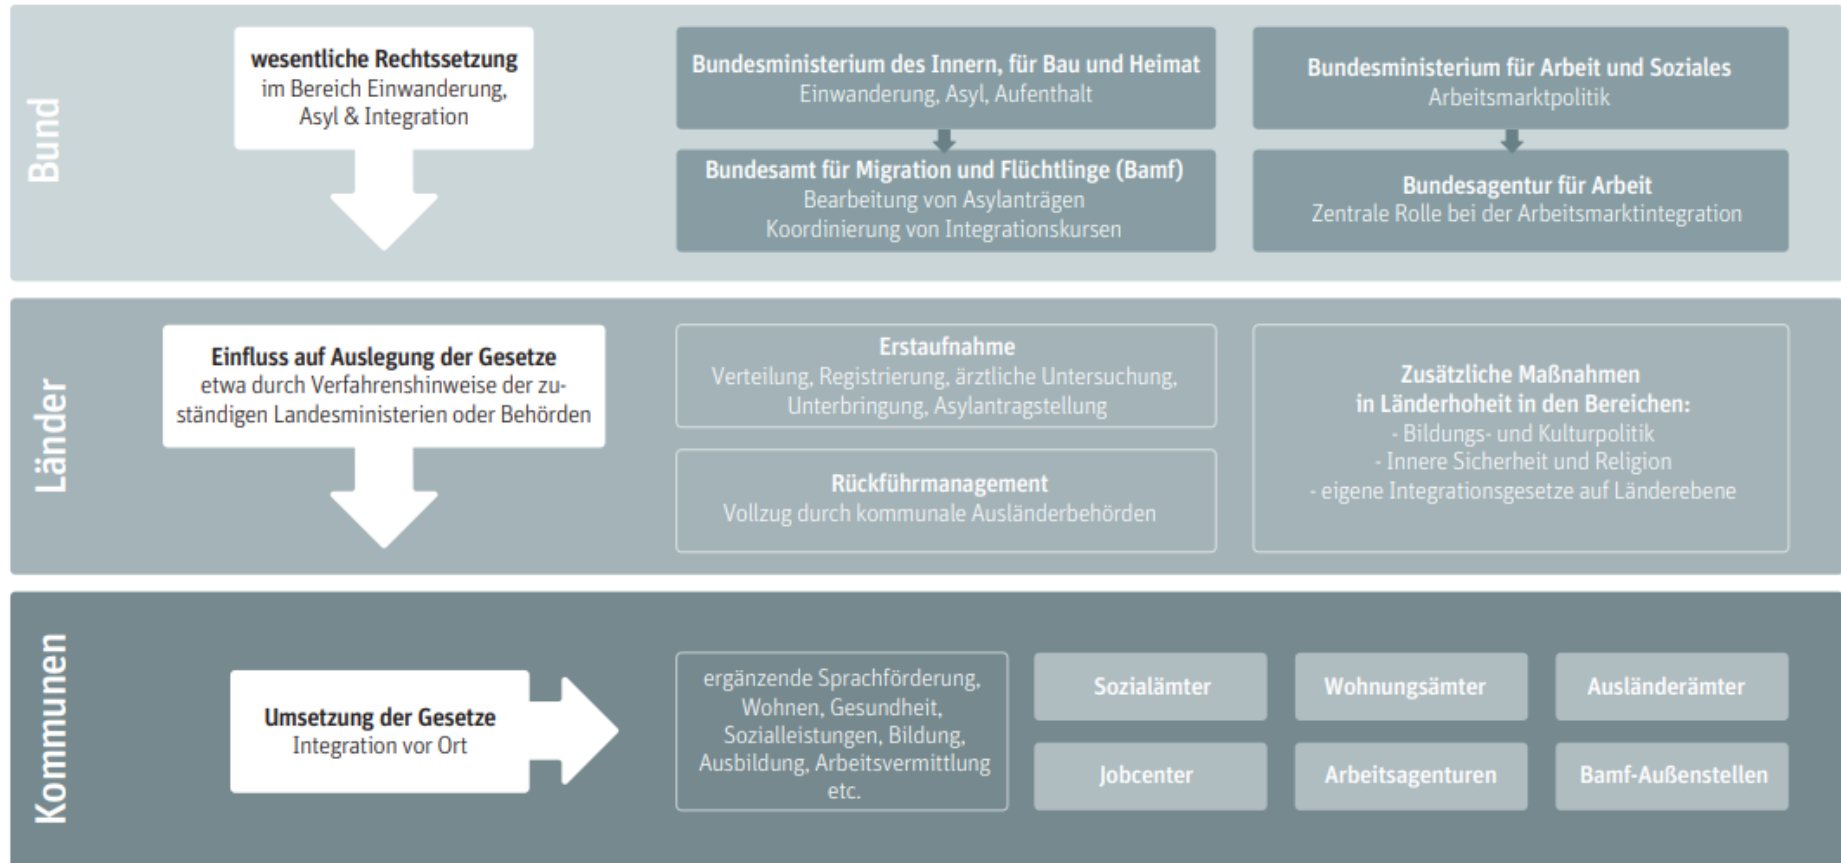 Bund
wesentliche Rechtssetzung
im Bereich Einwanderung,
Asyl & Integration
Bundesministerium des Innern, für Bau und Heimat
Einwanderung, Asyl, Aufenthalt
Bundesamt für Migration und Flüchtlinge (Bamf)
Bearbeitung von Asylanträgen
Koordinierung von Integrationskursen
Bundesministerium für Arbeit und Soziales
Arbeitsmarktpolitik
Bundesagentur für Arbeit
Zentrale Rolle bei der Arbeitsmarktintegration
Länder
Einfluss auf Auslegung der Gesetze
etwa durch Verfahrenshinweise der zu-
ständigen Landesministerien oder Behörden
Erstaufnahme
Verteilung, Registrierung, ärztliche Untersuchung,
Unterbringung, Asylantragstellung
Rückführmanagement
Vollzug durch kommunale Ausländerbehörden
Zusätzliche Maßnahmen
in Länderhoheit in den Bereichen:
- Bildungs- und Kulturpolitik
- Innere Sicherheit und Religion
- eigene Integrationsgesetze auf Länderebene
Kommunen
Umsetzung der Gesetze
Integration vor Ort
ergänzende Sprachförderung,
Wohnen, Gesundheit,
Sozialleistungen, Bildung,
Ausbildung, Arbeitsvermittlung
etc.
Sozialämter
Wohnungsämter
Ausländerämter
Jobcenter
Arbeitsagenturen
Bamf-Außenstellen